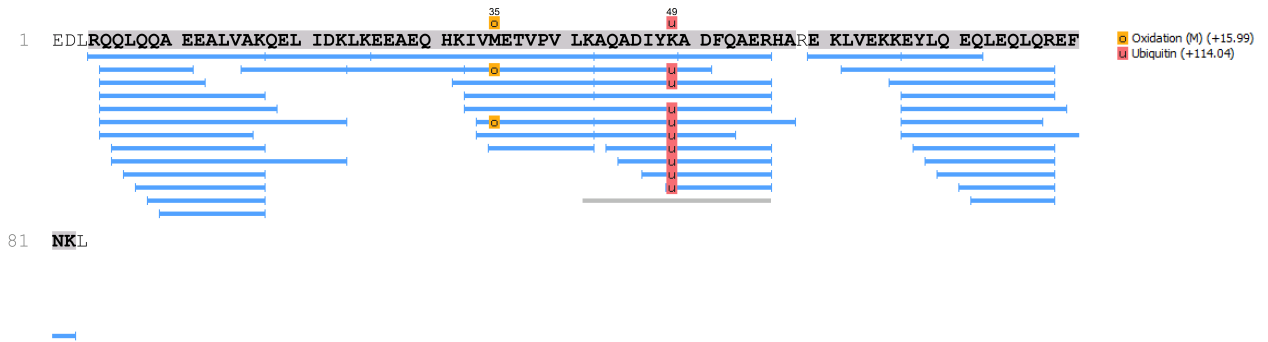 35 49
o u
1 EDLRQQLQQA EEALVAKQEL IDKLKEEAEQ HKIVMETVPV LKAQADIYKA DFQAERHARE KLVEKKEYLQ EQLEQLQREF
o Oxidation (M) (+15.99)
u Ubiquitin (+114.04)
o u
u
u
o u
u
u
u
u
u
81 NKL